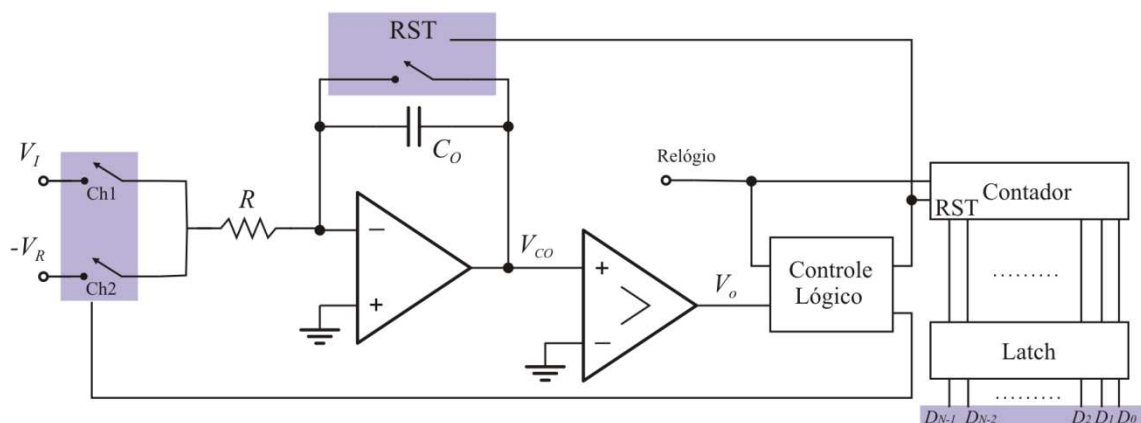 RST
C_O
V_I
Ch1
R
-V_R
Ch2
−
+
V_CO
+
−
>
V_o
Relógio
Controle
Lógico
Contador
RST
.........
Latch
.........
D_N-1 D_N-2 D_2 D_1 D_0